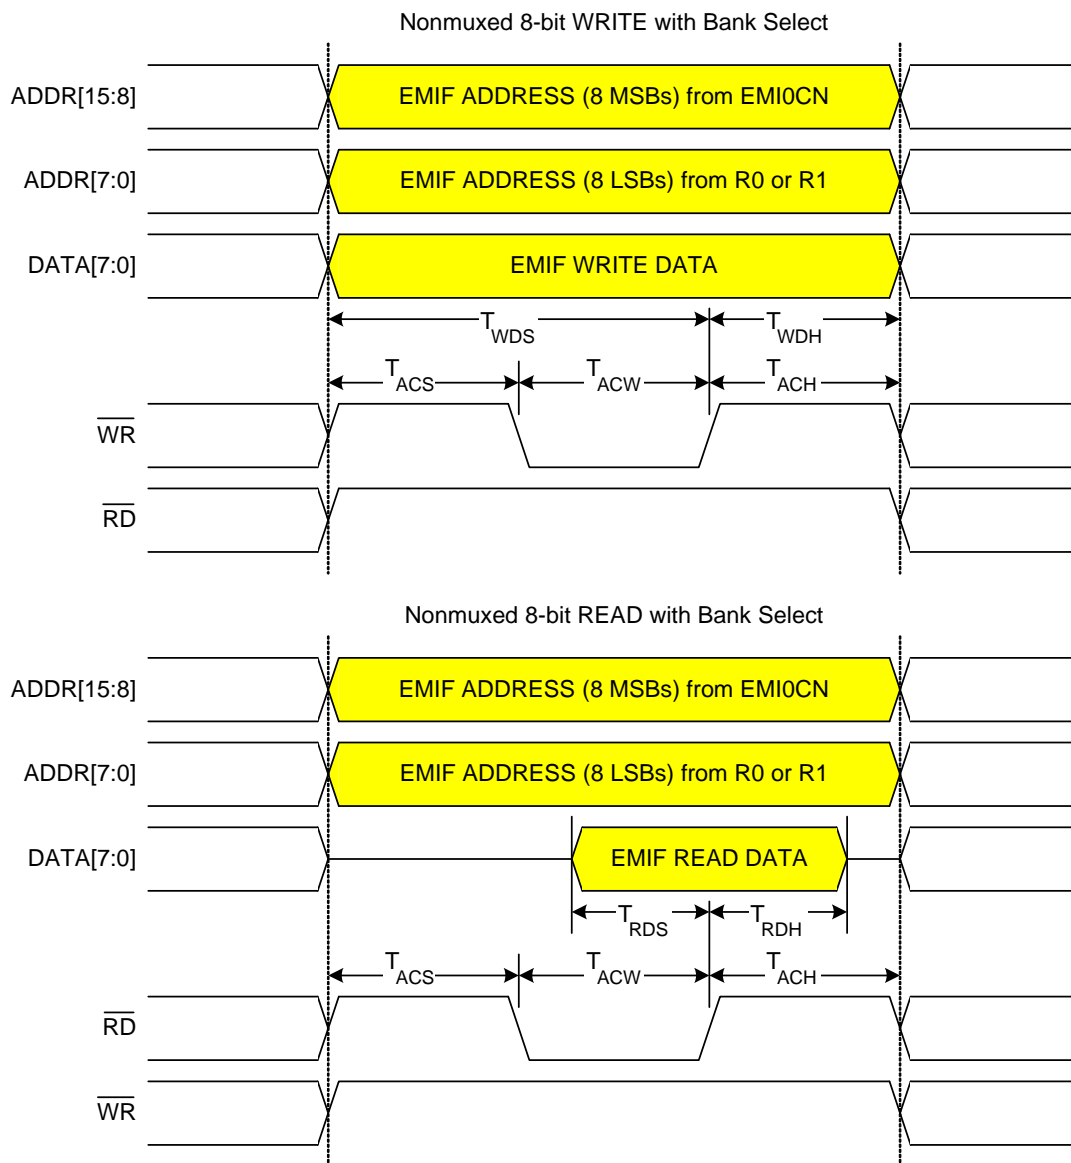 Nonmuxed 8-bit WRITE with Bank Select
ADDR[15:8] EMIF ADDRESS (8 MSBs) from EMI0CN
ADDR[7:0] EMIF ADDRESS (8 LSBs) from R0 or R1
DATA[7:0] EMIF WRITE DATA
TWDS TWDH
TACS TACW TACH
WR
RD
Nonmuxed 8-bit READ with Bank Select
ADDR[15:8] EMIF ADDRESS (8 MSBs) from EMI0CN
ADDR[7:0] EMIF ADDRESS (8 LSBs) from R0 or R1
DATA[7:0] EMIF READ DATA
TRDS TRDH
TACS TACW TACH
RD
WR